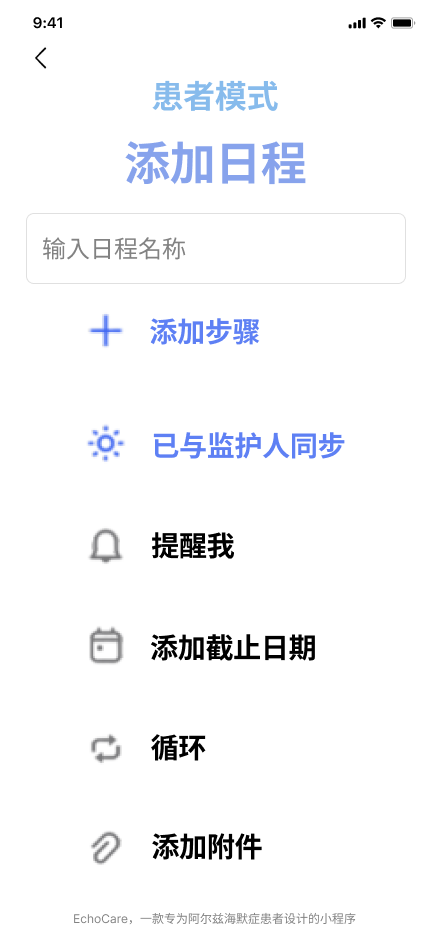 9:41
患者模式
添加日程
输入日程名称
添加步骤
已与监护人同步
提醒我
添加截止日期
循环
添加附件
EchoCare，一款专为阿尔兹海默症患者设计的小程序